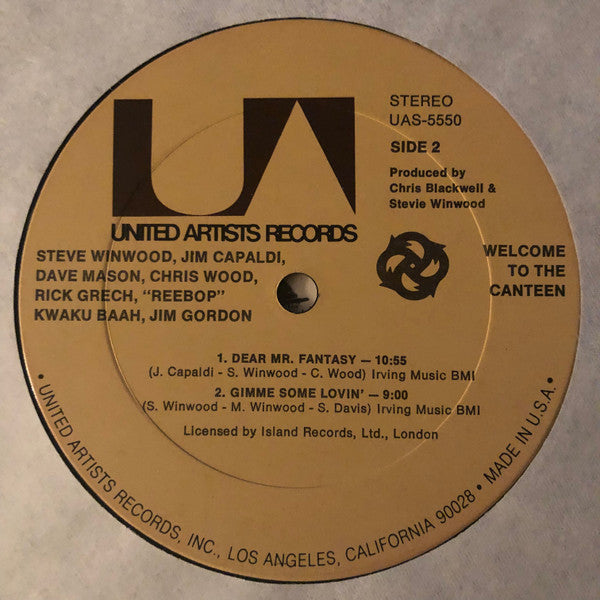 UA
UNITED ARTISTS RECORDS
STEREO
UAS-5550
SIDE 2
Produced by
Chris Blackwell &
Stevie Winwood
STEVE WINWOOD, JIM CAPALDI,
DAVE MASON, CHRIS WOOD,
RICK GRECH, “REEBOP”
KWAKU BAAH, JIM GORDON
WELCOME
TO THE
CANTEEN
1. DEAR MR. FANTASY — 10:55
(J. Capaldi - S. Winwood - C. Wood) Irving Music BMI
2. GIMME SOME LOVIN’ — 9:00
(S. Winwood - M. Winwood - S. Davis) Irving Music BMI
Licensed by Island Records, Ltd., London
• UNITED ARTISTS RECORDS, INC., LOS ANGELES, CALIFORNIA 90028 • MADE IN U.S.A. •